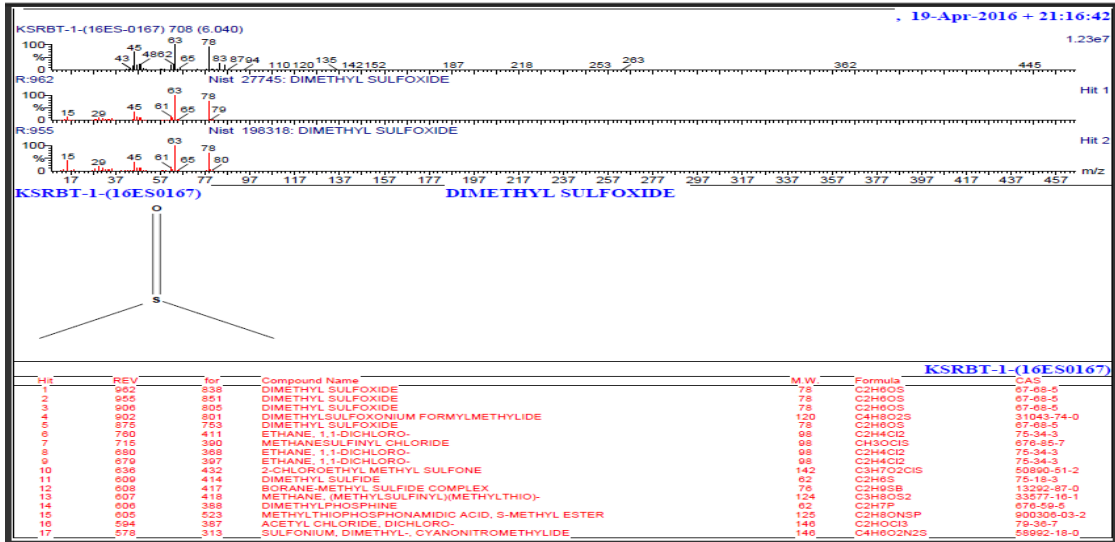 , 19-Apr-2016 + 21:16:42
KSRBT-1-(16ES-0167) 708 (6.040)
1.23e7
100
%
0
43 45 48 62 63 65 78 83 87 94 110 120 135 142 152 187 218 253 263 362 445
R:962 Nist 27745: DIMETHYL SULFOXIDE Hit 1
100
%
0
15 29 45 61 63 65 78 79
R:955 Nist 198318: DIMETHYL SULFOXIDE Hit 2
100
%
0
15 29 45 61 63 65 78 80
m/z
17 37 57 77 97 117 137 157 177 197 217 237 257 277 297 317 337 357 377 397 417 437 457
KSRBT-1-(16ES0167) DIMETHYL SULFOXIDE
O
S
KSRBT-1-(16ES0167)
Hit REV for Compound Name M.W. Formula CAS
1 962 838 DIMETHYL SULFOXIDE 78 C2H6OS 67-68-5
2 955 851 DIMETHYL SULFOXIDE 78 C2H6OS 67-68-5
3 906 805 DIMETHYL SULFOXIDE 78 C2H6OS 67-68-5
4 902 801 DIMETHYLSULFOXONIUM FORMYLMETHYLIDE 120 C4H8O2S 31043-74-0
5 875 753 DIMETHYL SULFOXIDE 78 C2H6OS 67-68-5
6 760 411 ETHANE, 1,1-DICHLORO- 98 C2H4Cl2 75-34-3
7 715 390 METHANESULFINYL CHLORIDE 98 CH3OClS 676-85-7
8 680 368 ETHANE, 1,1-DICHLORO- 98 C2H4Cl2 75-34-3
9 679 397 ETHANE, 1,1-DICHLORO- 98 C2H4Cl2 75-34-3
10 636 432 2-CHLOROETHYL METHYL SULFONE 142 C3H7O2ClS 50890-51-2
11 609 414 DIMETHYL SULFIDE 62 C2H6S 75-18-3
12 608 417 BORANE-METHYL SULFIDE COMPLEX 76 C2H9SB 13292-87-0
13 607 418 METHANE, (METHYLSULFINYL)(METHYLTHIO)- 124 C3H8OS2 33577-16-1
14 606 388 DIMETHYLPHOSPHINE 62 C2H7P 676-59-5
15 605 523 METHYLTHIOPHOSPHONAMIDIC ACID, S-METHYL ESTER 125 C2H8ONSP 900306-03-2
16 594 387 ACETYL CHLORIDE, DICHLORO- 146 C2HOCl3 79-36-7
17 578 313 SULFONIUM, DIMETHYL-, CYANONITROMETHYLIDE 146 C4H6O2N2S 58992-18-0